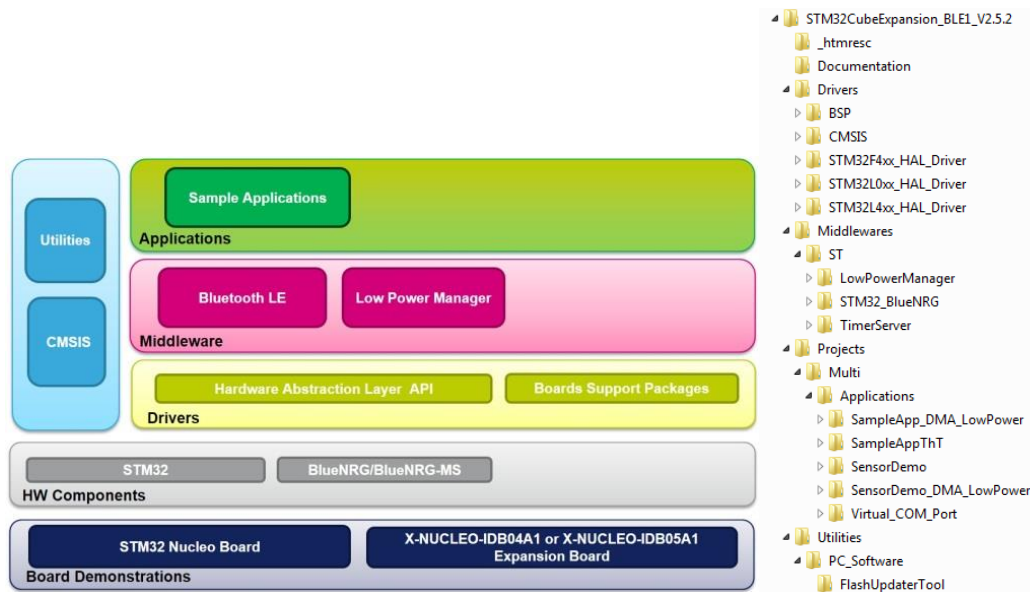 Utilities
CMSIS
Sample Applications
Applications
Bluetooth LE
Low Power Manager
Middleware
Hardware Abstraction Layer API
Boards Support Packages
Drivers
STM32
BlueNRG/BlueNRG-MS
HW Components
STM32 Nucleo Board
X-NUCLEO-IDB04A1 or X-NUCLEO-IDB05A1
Expansion Board
Board Demonstrations
STM32CubeExpansion_BLE1_V2.5.2
_htmresc
Documentation
Drivers
BSP
CMSIS
STM32F4xx_HAL_Driver
STM32L0xx_HAL_Driver
STM32L4xx_HAL_Driver
Middlewares
ST
LowPowerManager
STM32_BlueNRG
TimerServer
Projects
Multi
Applications
SampleApp_DMA_LowPower
SampleAppThT
SensorDemo
SensorDemo_DMA_LowPower
Virtual_COM_Port
Utilities
PC_Software
FlashUpdaterTool